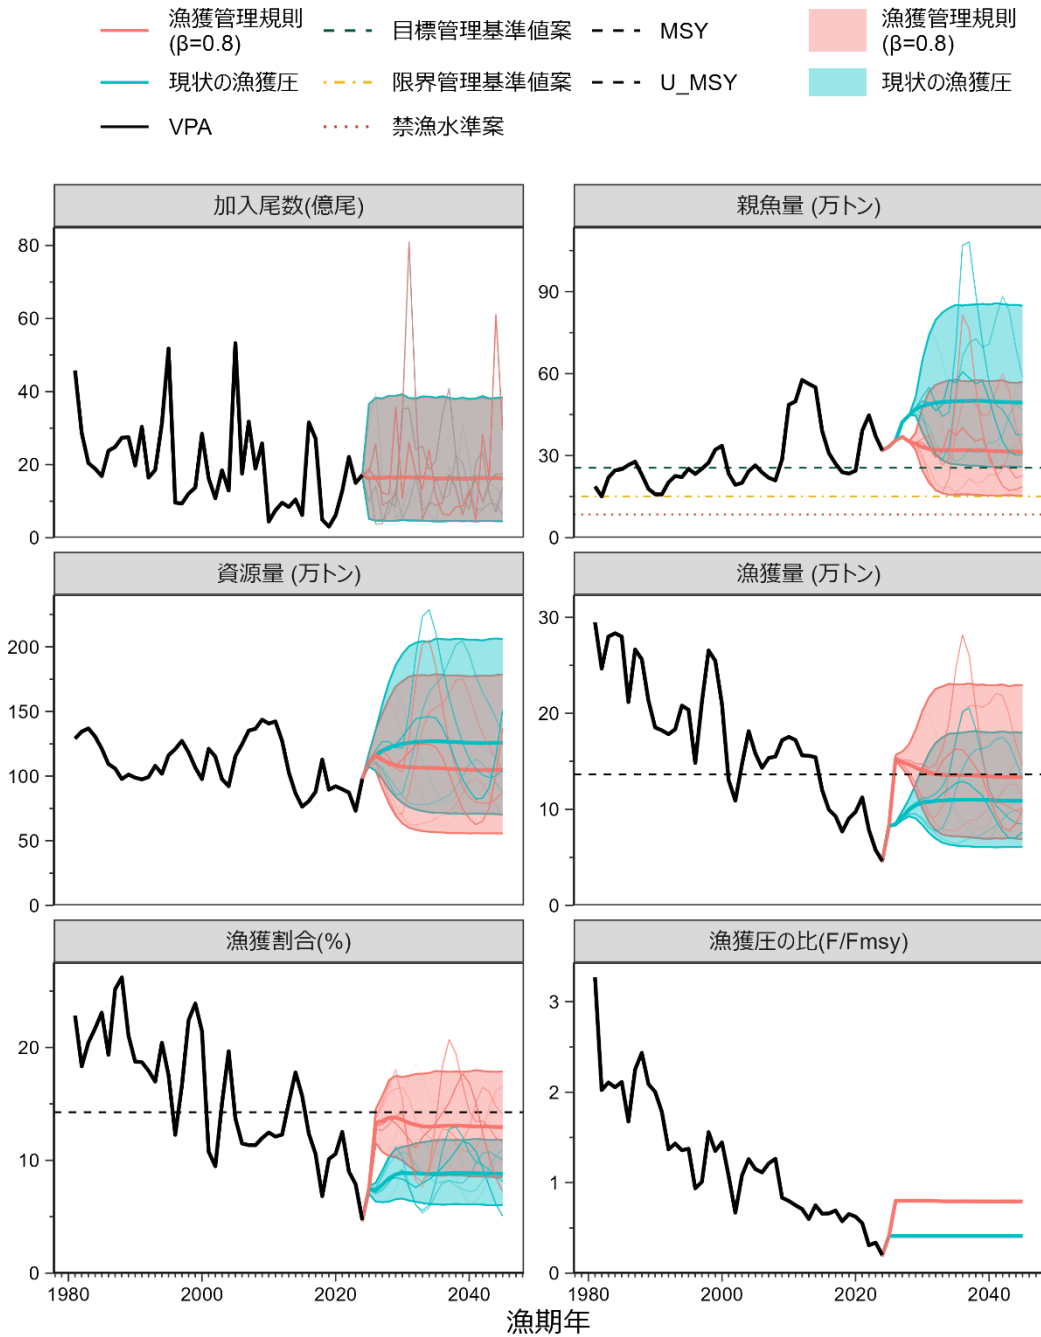 漁獲管理規則
(β=0.8)
目標管理基準値案
MSY
漁獲管理規則
(β=0.8)
現状の漁獲圧
限界管理基準値案
U_MSY
現状の漁獲圧
VPA
禁漁水準案
加入尾数(億尾)
80
60
40
20
0
親魚量 (万トン)
90
60
30
0
資源量 (万トン)
200
150
100
50
0
漁獲量 (万トン)
30
20
10
0
漁獲割合(%)
20
10
0
1980
2000
2020
2040
漁獲圧の比(F/Fmsy)
3
2
1
0
1980
2000
2020
2040
漁期年